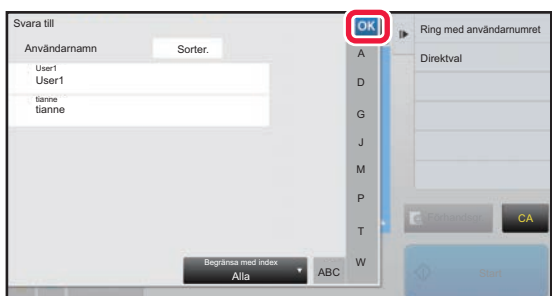 Svara till
OK
Användarnamn
Sorter.
User1
User1
tianne
tianne
A
D
G
J
M
P
T
W
Begränsa med index
Alla
ABC
Ring med användarnumret
Direktval
CA
Start